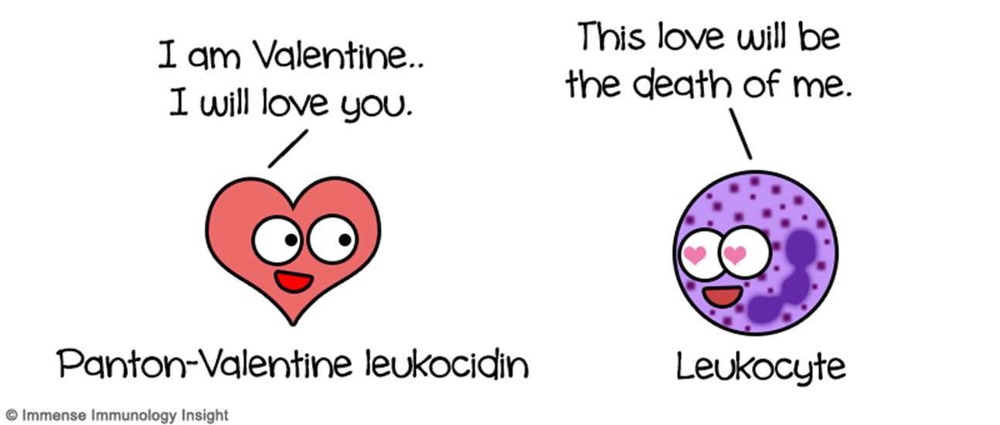 I am Valentine..
I will love you.
This love will be
the death of me.
Panton-Valentine leukocidin
Leukocyte
© Immense Immunology Insight